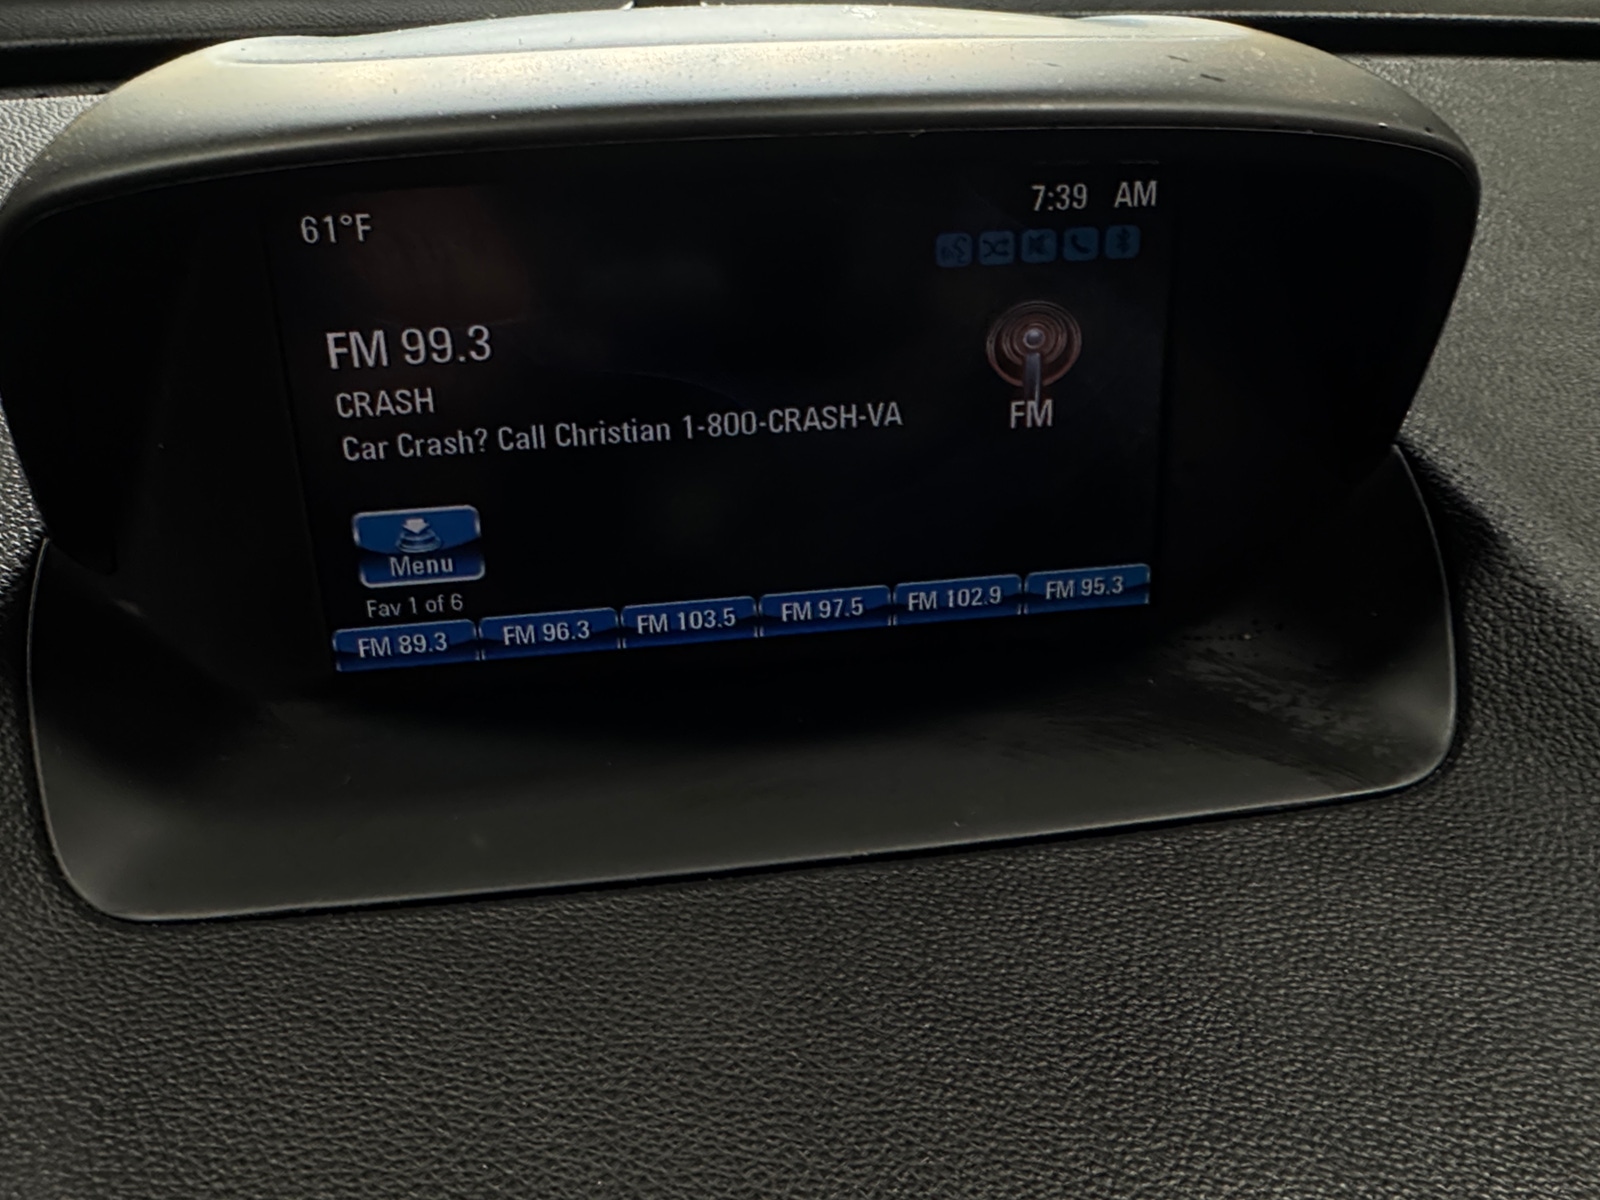 61°F
7:39 AM
FM 99.3
CRASH
Car Crash? Call Christian 1-800-CRASH-VA
FM
Menu
Fav 1 of 6
FM 89.3 FM 96.3 FM 103.5 FM 97.5 FM 102.9 FM 95.3